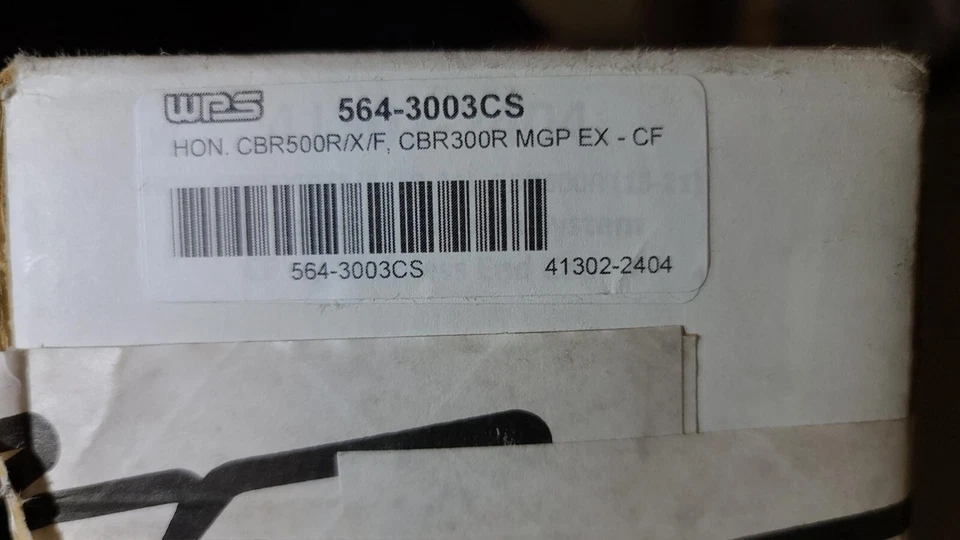 WPS 564-3003CS
HON. CBR500R/X/F, CBR300R MGP EX - CF
564-3003CS 41302-2404